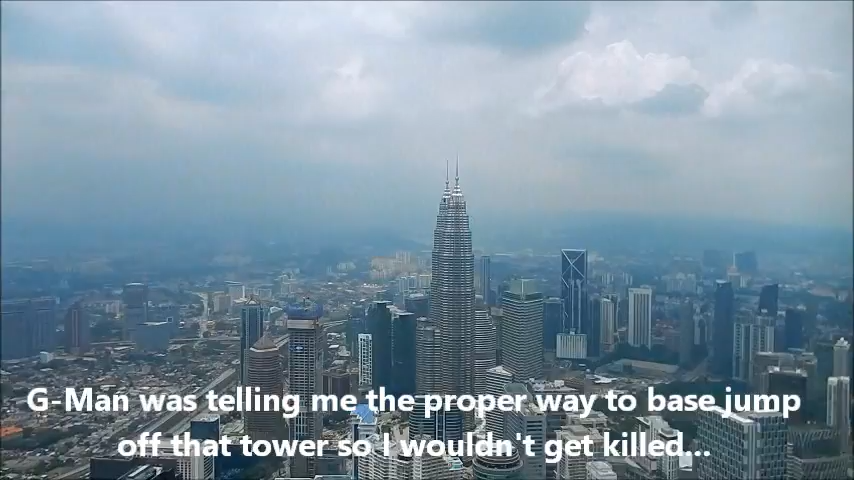 G-Man was telling me the proper way to base jump
off that tower so I wouldn't get killed...